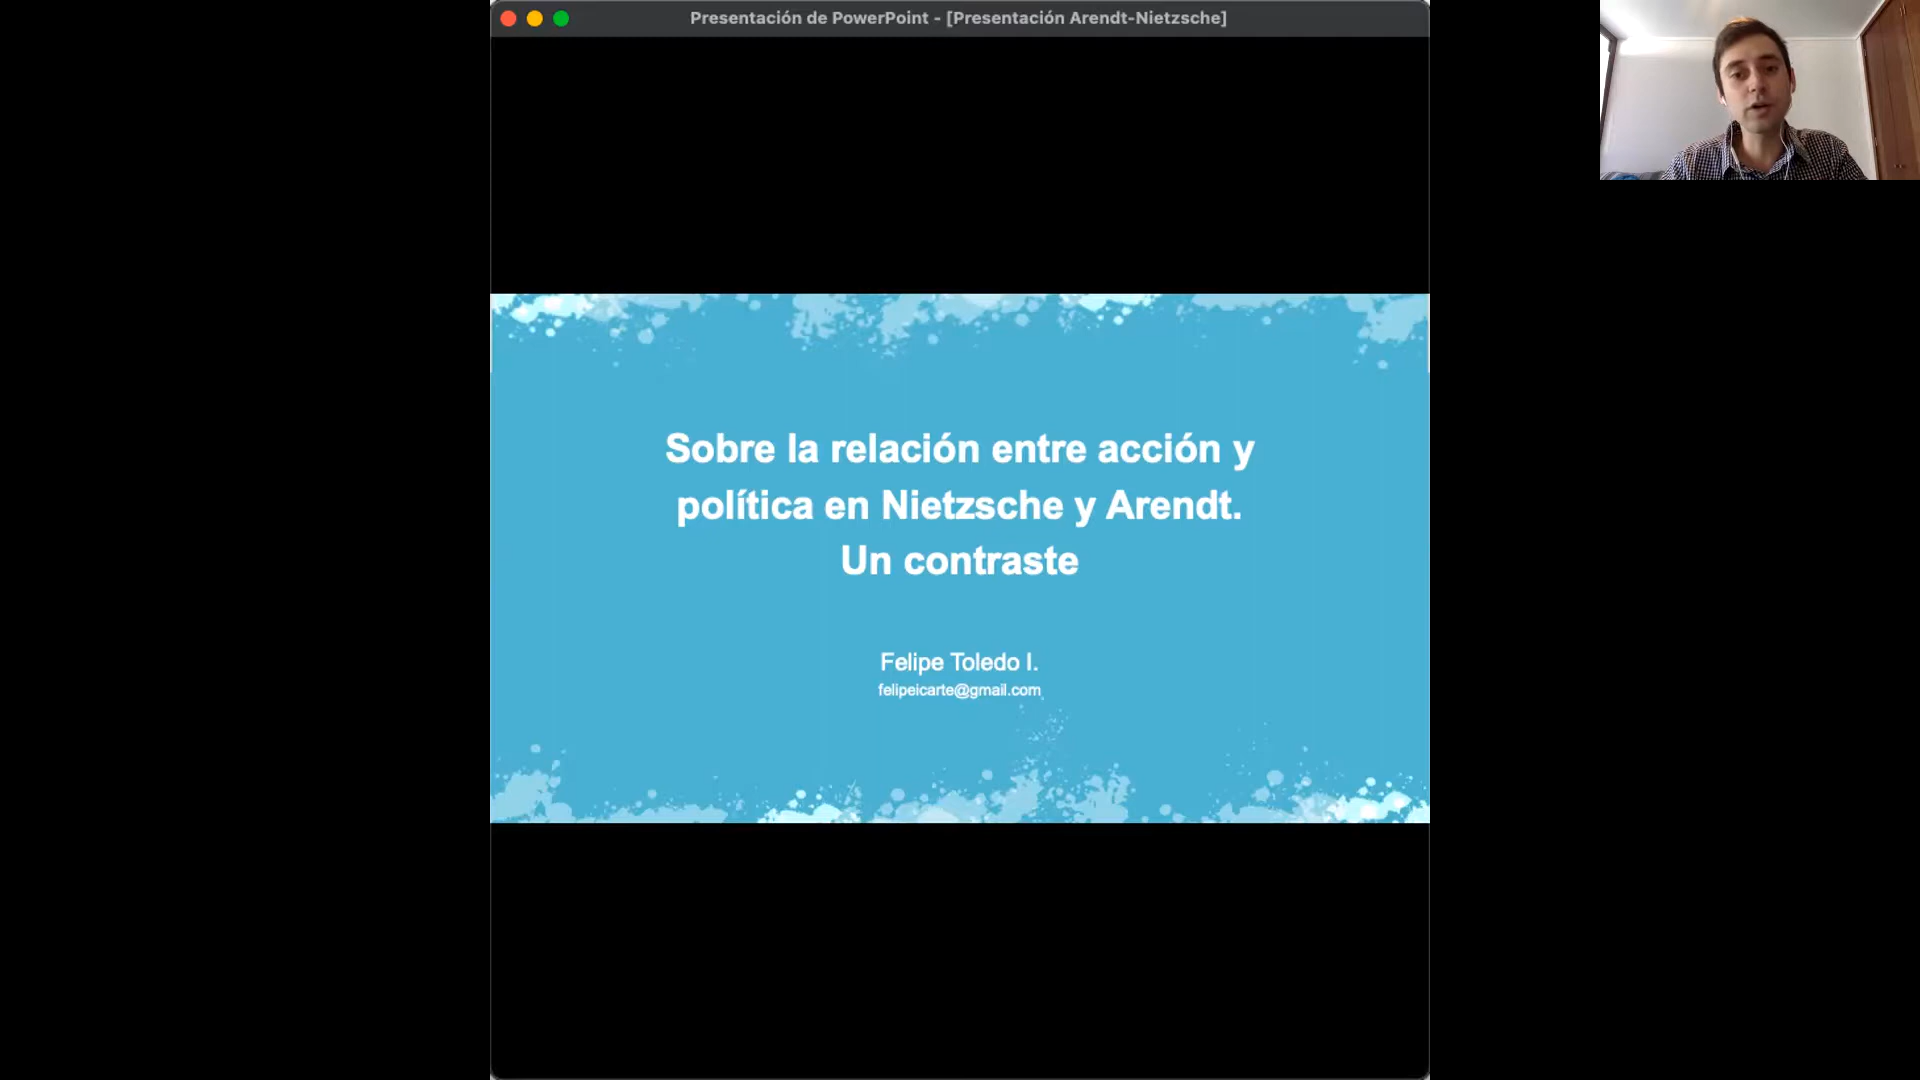 Presentación de PowerPoint - [Presentación Arendt-Nietzsche]
Sobre la relación entre acción y
política en Nietzsche y Arendt.
Un contraste
Felipe Toledo I.
felipeicarte@gmail.com